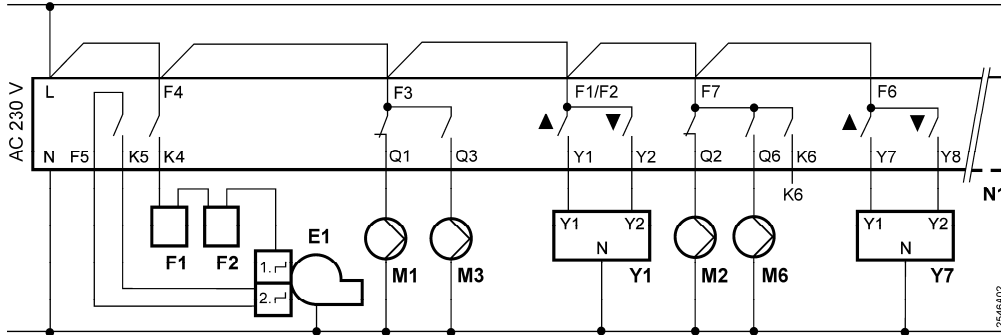 AC 230 V
L F4 F3 F1/F2 F7 F6
N F5 K5 K4 Q1 Q3 Y1 Y2 Q2 Q6 K6 Y7 Y8
K6
N1
Y1 Y2 Y1 Y2
N N
F1 F2 E1 M1 M3 Y1 M2 M6 Y7
1.
2.
2546A02